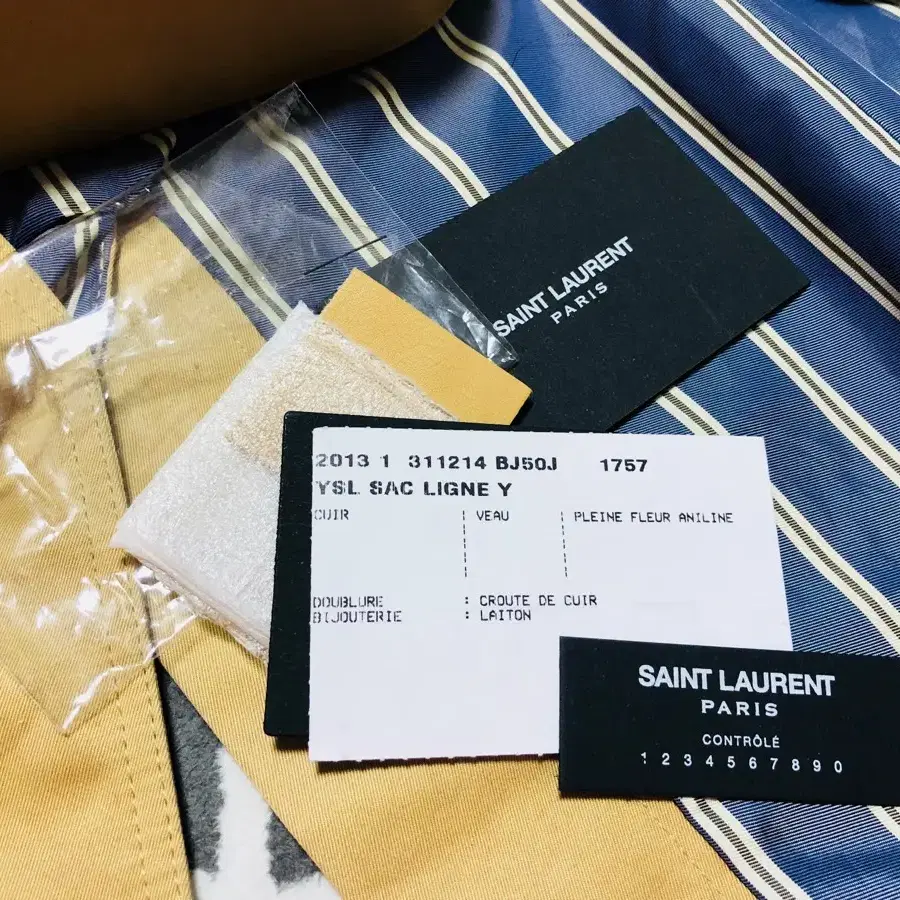 SAINT LAURENT
PARIS
2013 1 311214 BJ50J 1757
YSL SAC LIGNE Y
CUIR ¦ VEAU ¦ PLEINE FLEUR ANILINE
DOUBLURE : CROUTE DE CUIR
BIJOUTERIE : LAITON
SAINT LAURENT
PARIS
CONTRÔLÉ
1 2 3 4 5 6 7 8 9 0